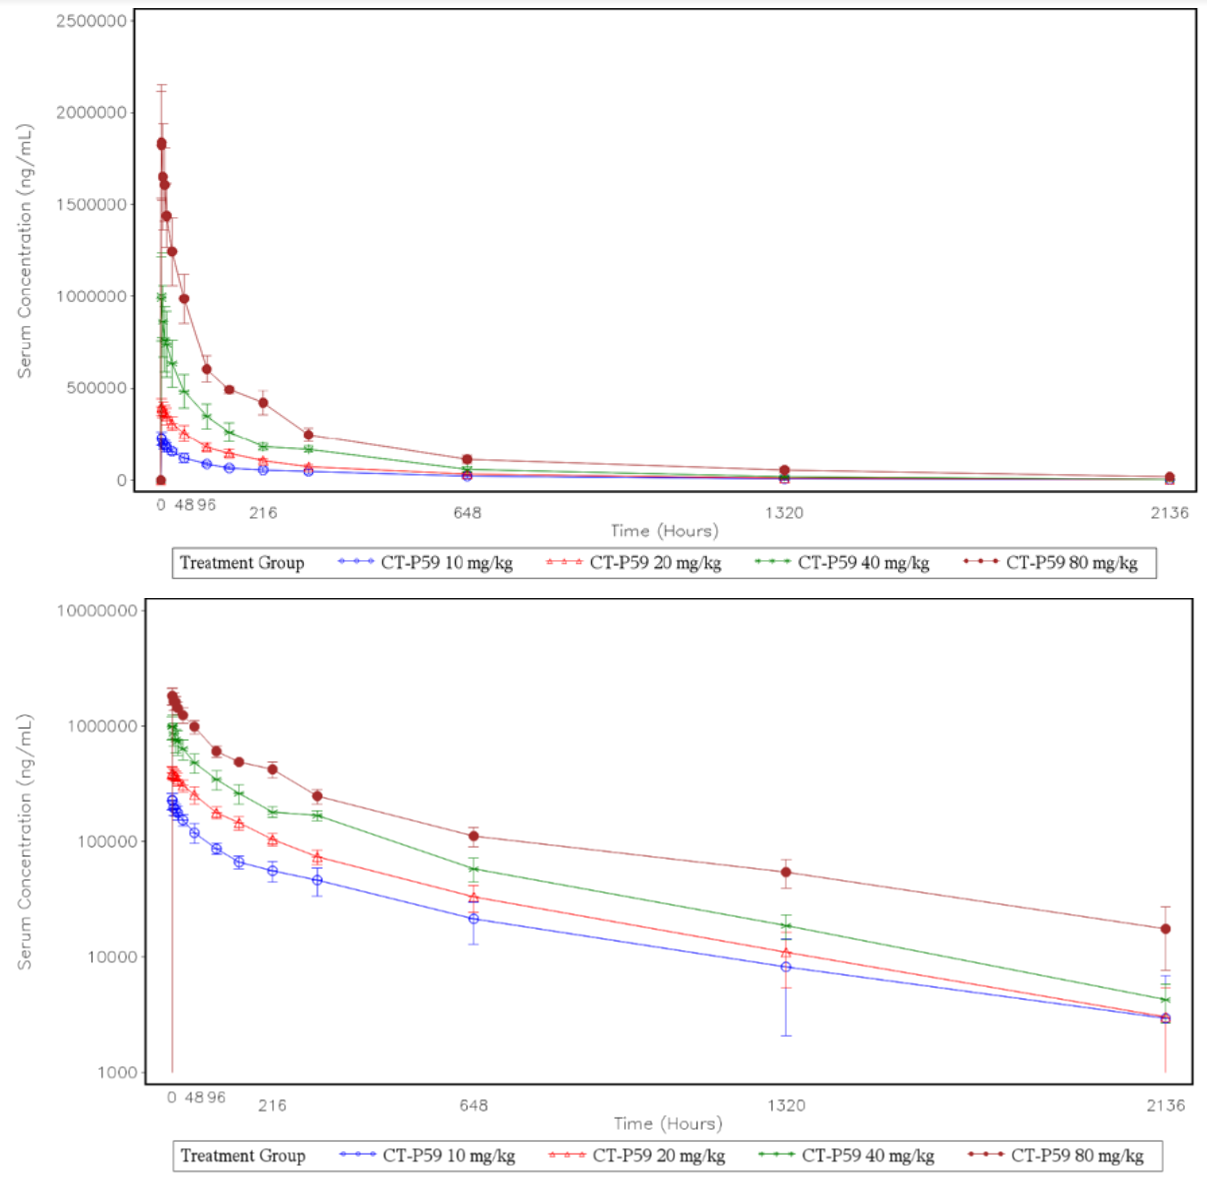 2500000
2000000
1500000
1000000
500000
0
Serum Concentration (ng/mL)
0 48 96 216 648 1320 2136
Time (Hours)
Treatment Group CT-P59 10 mg/kg CT-P59 20 mg/kg CT-P59 40 mg/kg CT-P59 80 mg/kg
10000000
1000000
100000
10000
1000
Serum Concentration (ng/mL)
0 48 96 216 648 1320 2136
Time (Hours)
Treatment Group CT-P59 10 mg/kg CT-P59 20 mg/kg CT-P59 40 mg/kg CT-P59 80 mg/kg